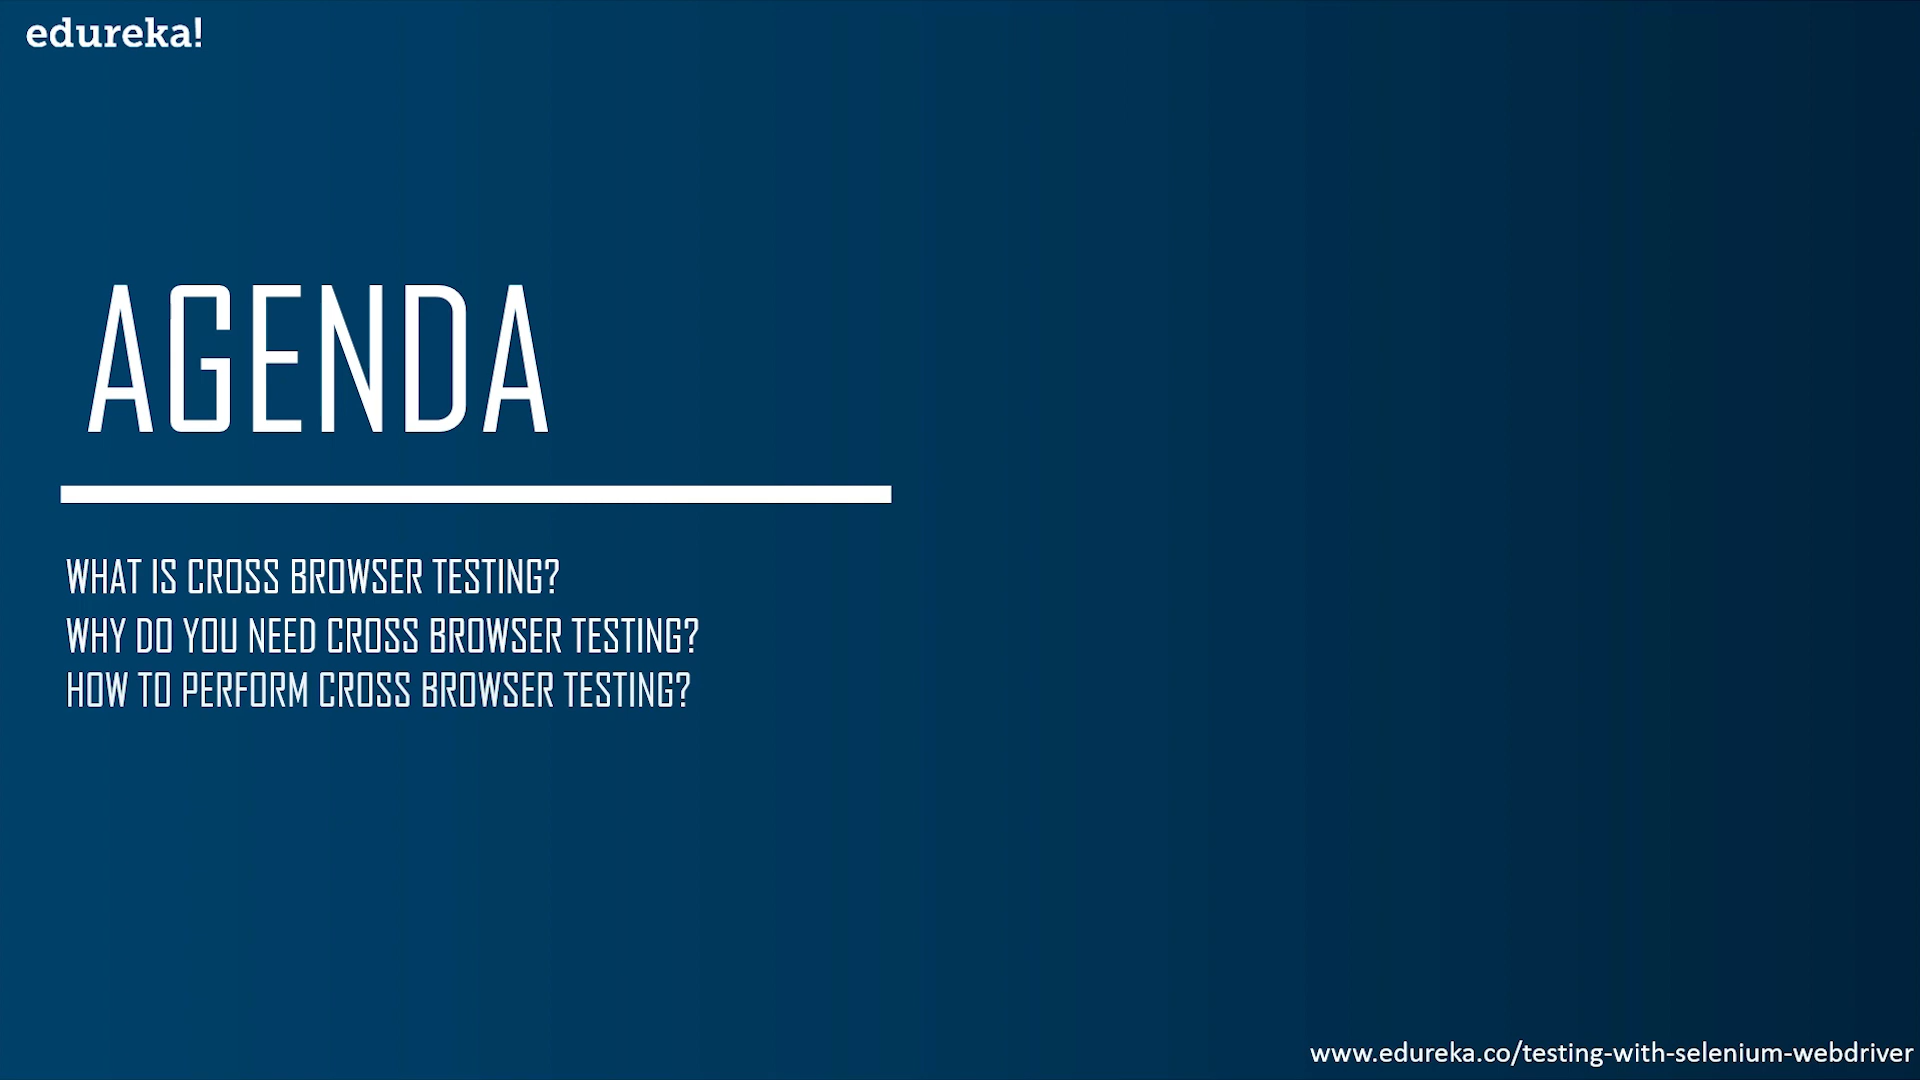 edureka!
AGENDA
WHAT IS CROSS BROWSER TESTING?
WHY DO YOU NEED CROSS BROWSER TESTING?
HOW TO PERFORM CROSS BROWSER TESTING?
www.edureka.co/testing-with-selenium-webdriver